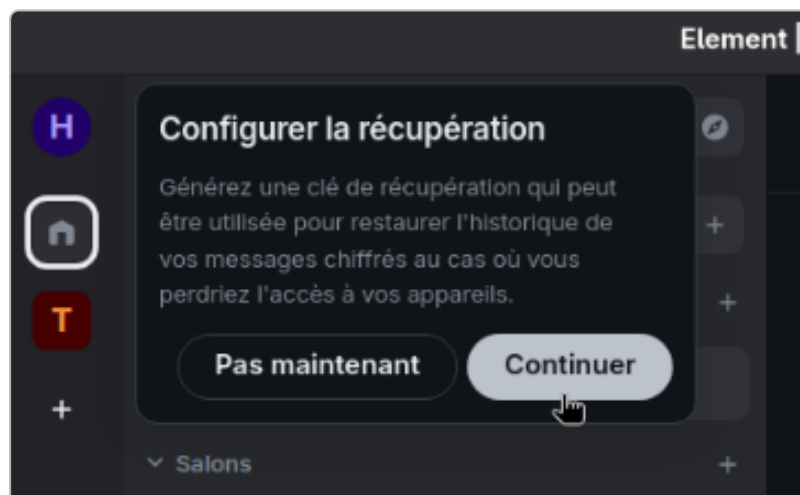 Element
H
Configurer la récupération
Générez une clé de récupération qui peut
être utilisée pour restaurer l'historique de
vos messages chiffrés au cas où vous
perdriez l'accès à vos appareils.
T
Pas maintenant
Continuer
Salons